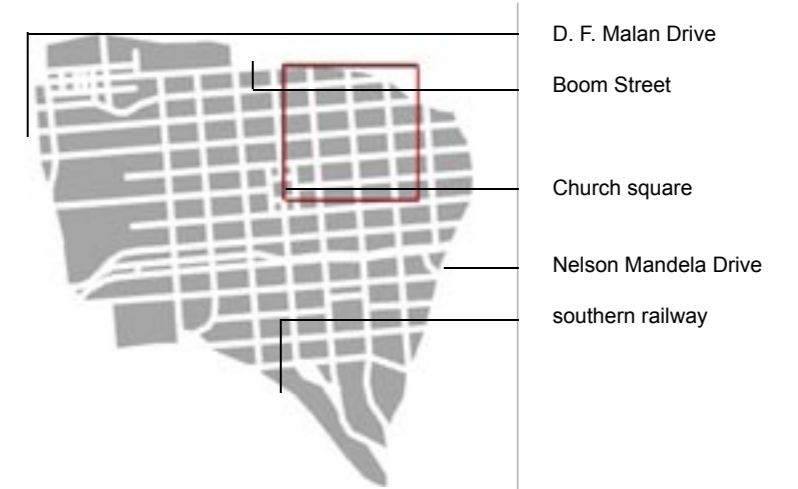 D. F. Malan Drive
Boom Street
Church square
Nelson Mandela Drive
southern railway